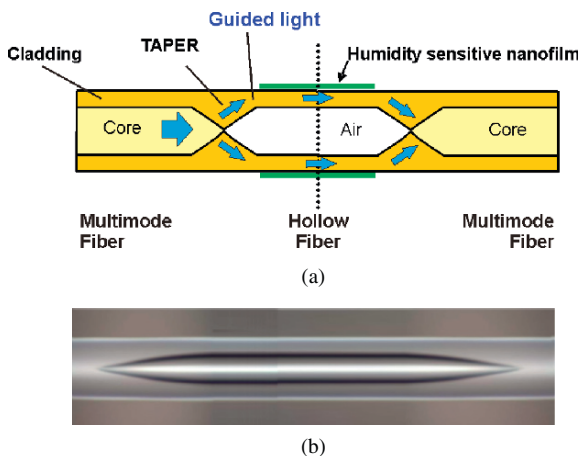 Guided light
TAPER
Cladding
Humidity sensitive nanofilm
Core
Air
Core
Multimode
Fiber
Hollow
Fiber
Multimode
Fiber
(a)
(b)